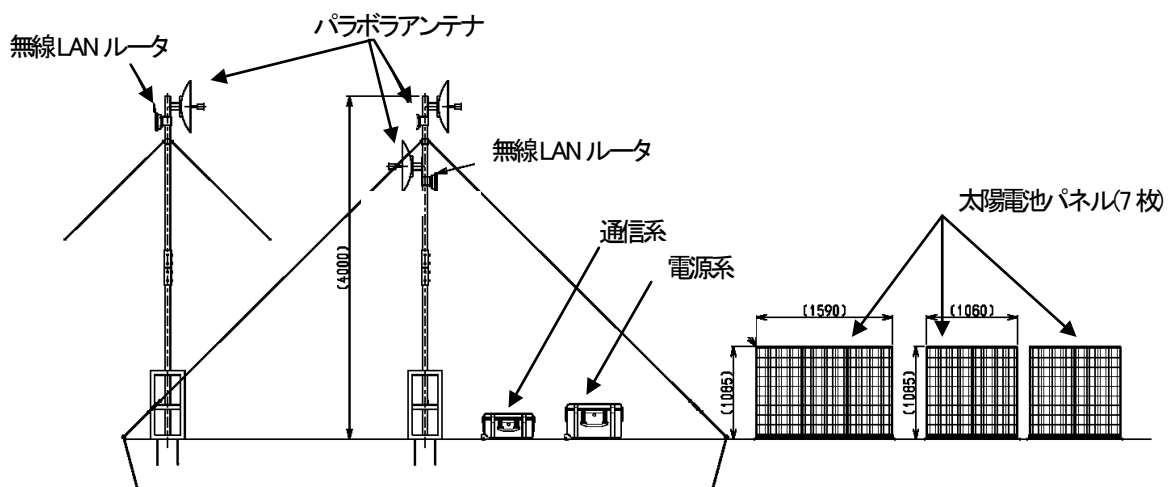 パラボラアンテナ
無線LAN ルータ
無線LAN ルータ
太陽電池パネル(7 枚)
通信系
電源系
(4000)
(1590)
(1060)
(1085)
(1085)